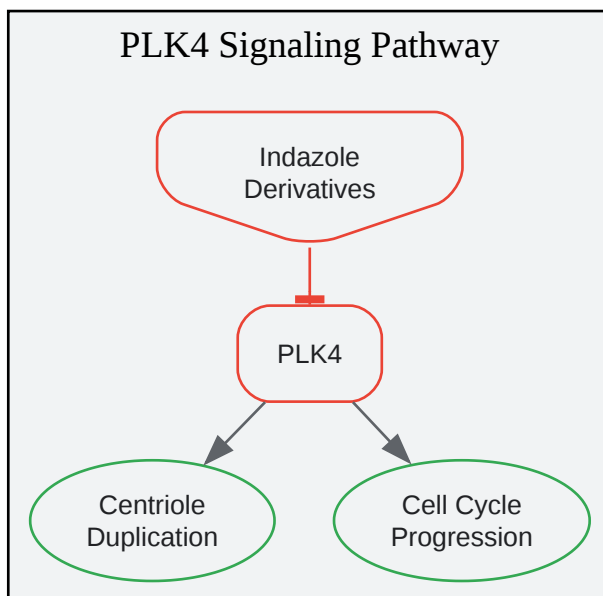 PLK4 Signaling Pathway
Indazole
Derivatives
PLK4
Centriole
Duplication
Cell Cycle
Progression